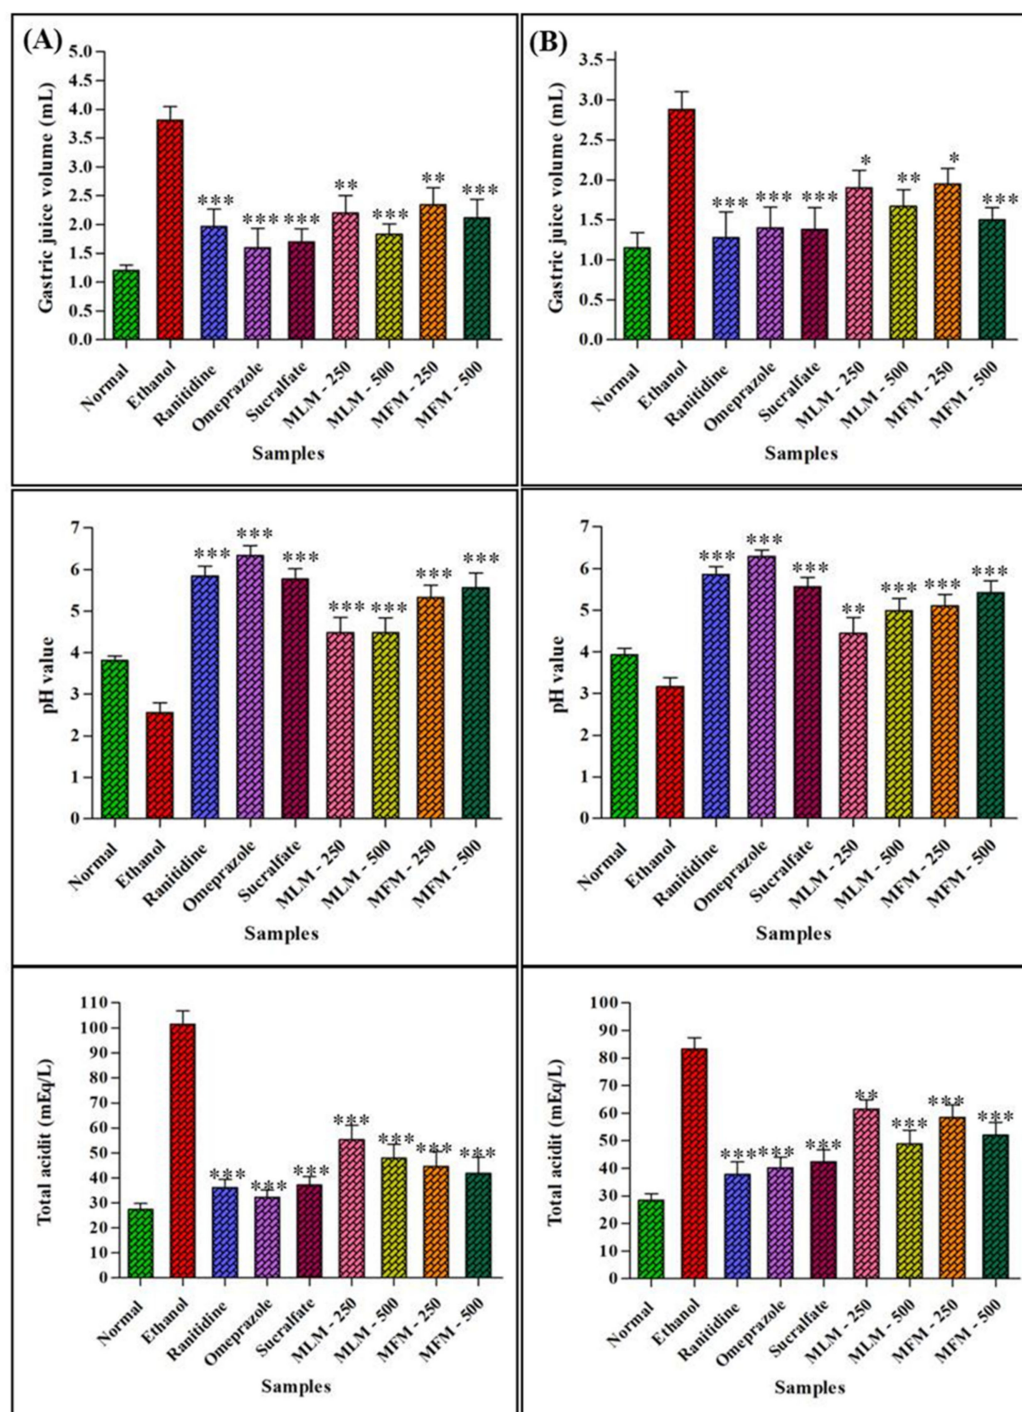 (A)
Gastric juice volume (mL)
5.0
4.5
4.0
3.5
3.0
2.5
2.0
1.5
1.0
0.5
0.0
***
***
***
**
***
**
***
Normal
Ethanol
Ranitidine
Omeprazole
Sucralfate
MLM - 250
MLM - 500
MFM - 250
MFM - 500
Samples
(B)
Gastric juice volume (mL)
3.5
3.0
2.5
2.0
1.5
1.0
0.5
0.0
***
***
***
*
**
*
***
Normal
Ethanol
Ranitidine
Omeprazole
Sucralfate
MLM - 250
MLM - 500
MFM - 250
MFM - 500
Samples
pH value
7
6
5
4
3
2
1
0
***
***
***
***
***
***
***
Normal
Ethanol
Ranitidine
Omeprazole
Sucralfate
MLM - 250
MLM - 500
MFM - 250
MFM - 500
Samples
pH value
7
6
5
4
3
2
1
0
***
***
***
**
***
***
***
Normal
Ethanol
Ranitidine
Omeprazole
Sucralfate
MLM - 250
MLM - 500
MFM - 250
MFM - 500
Samples
Total acidit (mEq/L)
110
100
90
80
70
60
50
40
30
20
10
0
***
***
***
***
***
***
***
Normal
Ethanol
Ranitidine
Omeprazole
Sucralfate
MLM - 250
MLM - 500
MFM - 250
MFM - 500
Samples
Total acidit (mEq/L)
100
90
80
70
60
50
40
30
20
10
0
***
***
***
**
***
***
***
Normal
Ethanol
Ranitidine
Omeprazole
Sucralfate
MLM - 250
MLM - 500
MFM - 250
MFM - 500
Samples